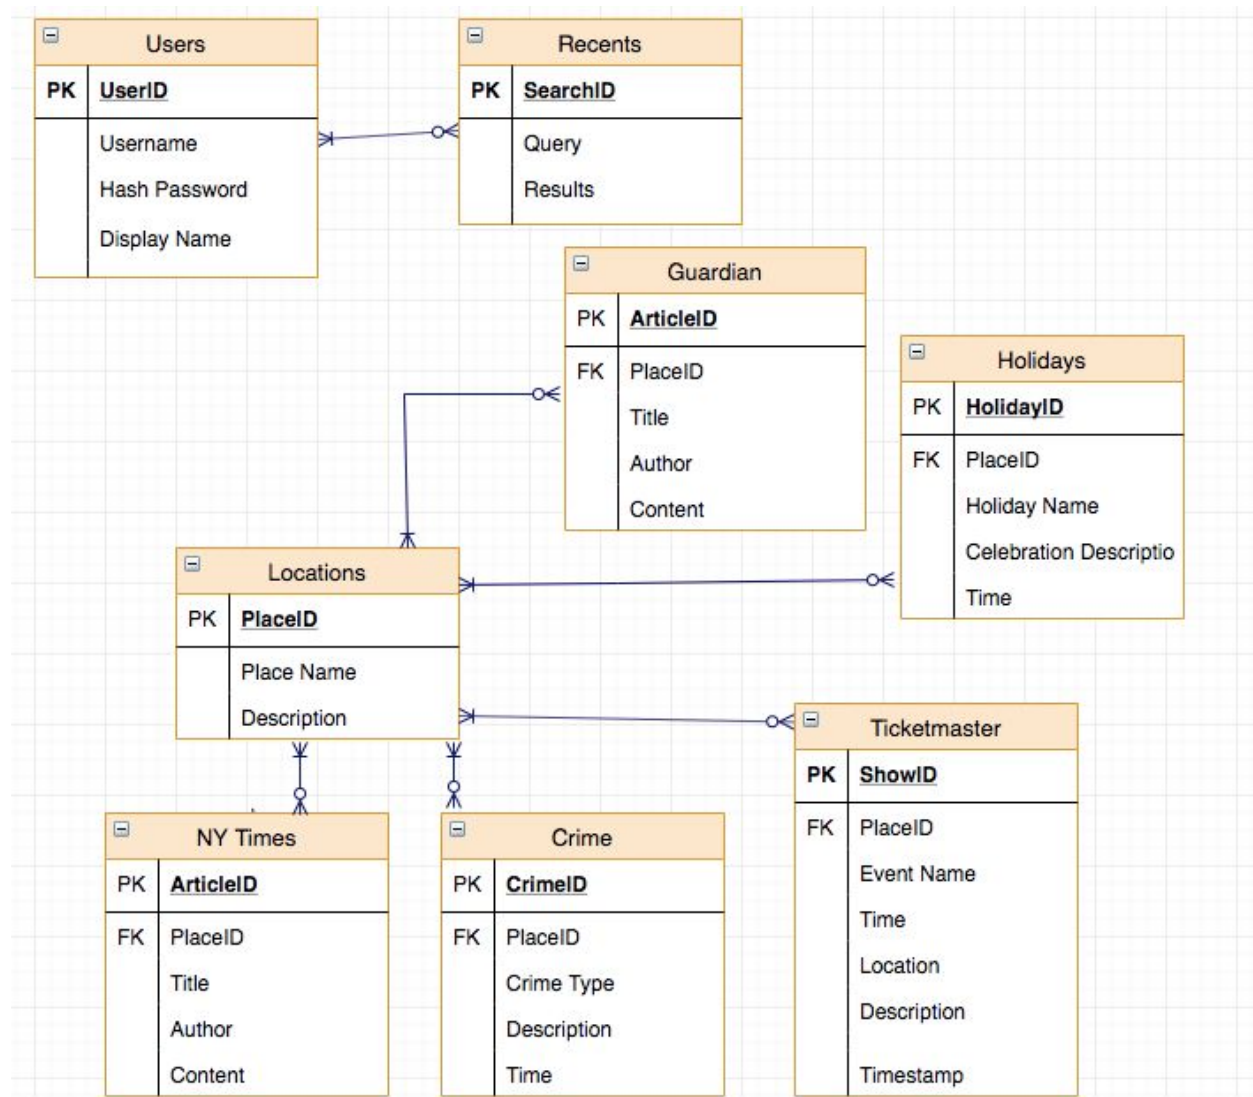 Users
PK UserID
Username
Hash Password
Display Name
Recents
PK SearchID
Query
Results
Guardian
PK ArticleID
FK PlaceID
Title
Author
Content
Holidays
PK HolidayID
FK PlaceID
Holiday Name
Celebration Descriptio
Time
Locations
PK PlaceID
Place Name
Description
Ticketmaster
PK ShowID
FK PlaceID
Event Name
Time
Location
Description
Timestamp
NY Times
PK ArticleID
FK PlaceID
Title
Author
Content
Crime
PK CrimeID
FK PlaceID
Crime Type
Description
Time